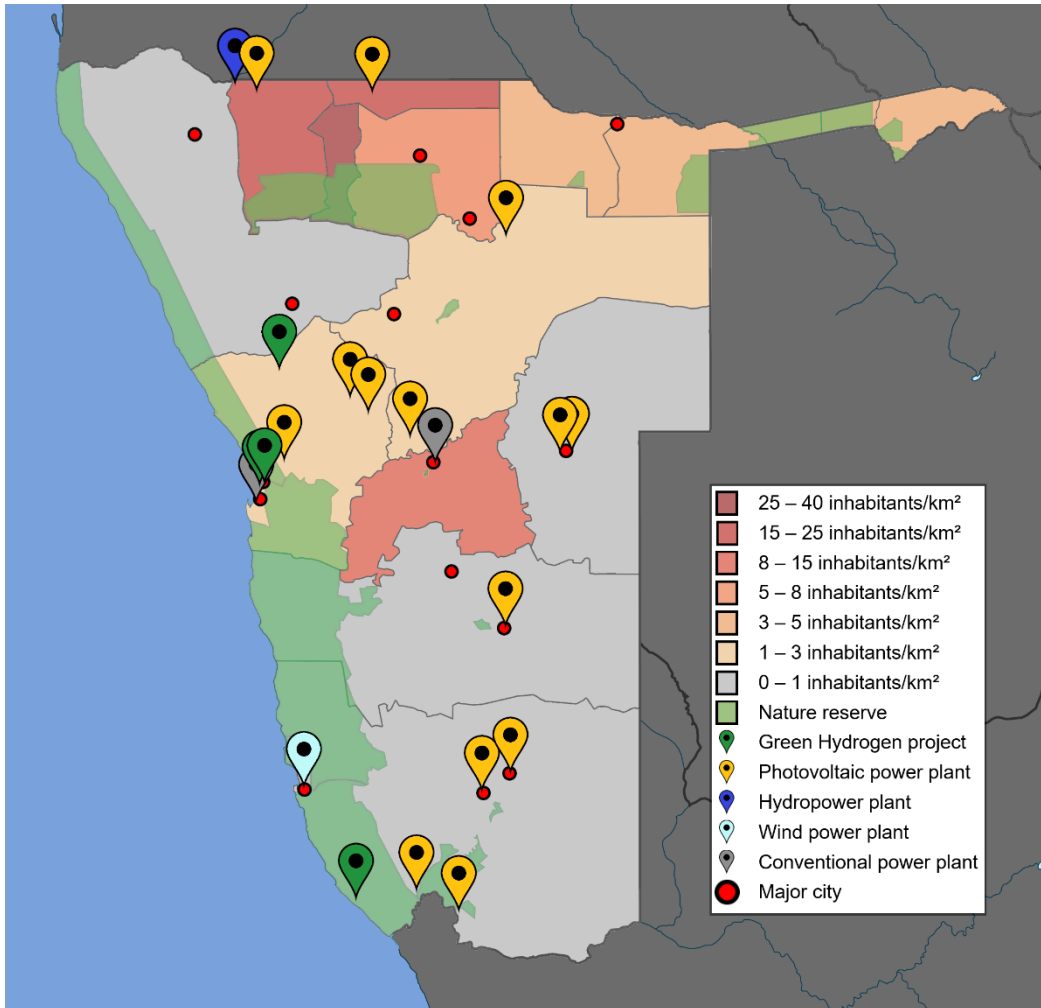 25 – 40 inhabitants/km²
15 – 25 inhabitants/km²
8 – 15 inhabitants/km²
5 – 8 inhabitants/km²
3 – 5 inhabitants/km²
1 – 3 inhabitants/km²
0 – 1 inhabitants/km²
Nature reserve
Green Hydrogen project
Photovoltaic power plant
Hydropower plant
Wind power plant
Conventional power plant
Major city